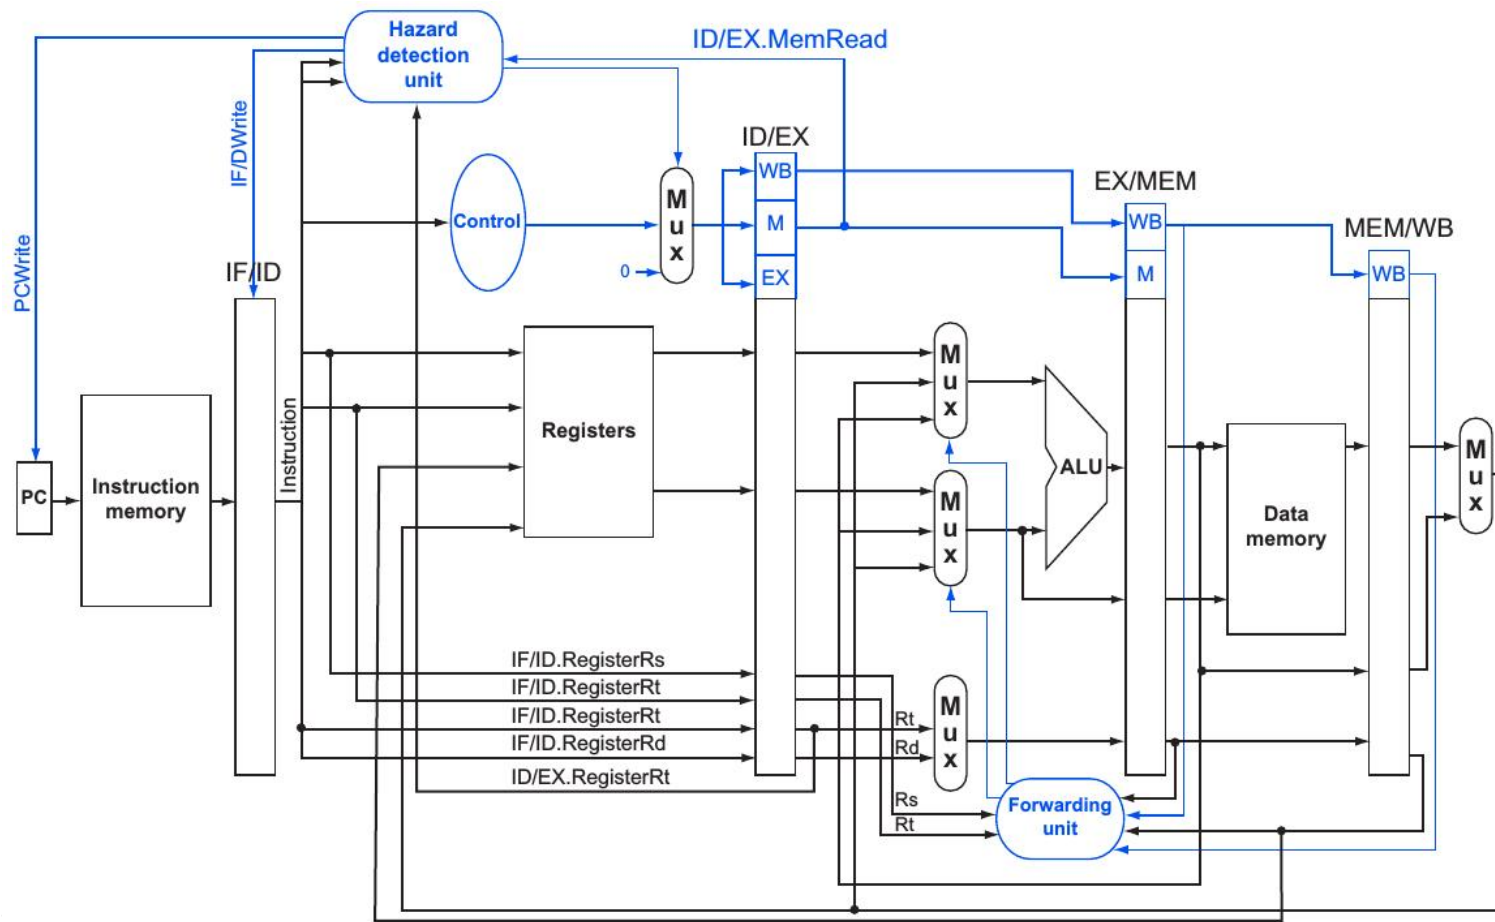 Hazard
detection
unit
ID/EX.MemRead
IF/DWrite
PCWrite
ID/EX
WB
M
EX
Control
M
u
x
0
EX/MEM
WB
M
MEM/WB
WB
IF/ID
PC
Instruction
memory
Instruction
Registers
M
u
x
M
u
x
ALU
Data
memory
M
u
x
IF/ID.RegisterRs
IF/ID.RegisterRt
IF/ID.RegisterRt
IF/ID.RegisterRd
ID/EX.RegisterRt
Rt
Rd
M
u
x
Rs
Rt
Forwarding
unit